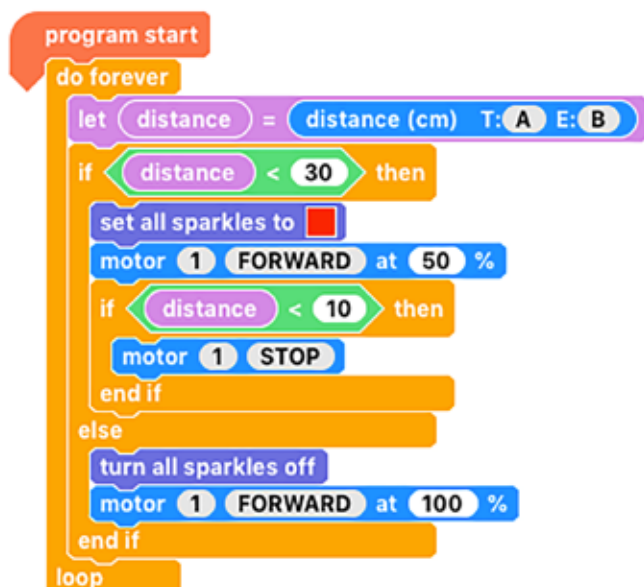 program start
do forever
let distance = distance (cm) T: A E: B
if distance < 30 then
set all sparkles to
motor 1 FORWARD at 50 %
if distance < 10 then
motor 1 STOP
end if
else
turn all sparkles off
motor 1 FORWARD at 100 %
end if
loop